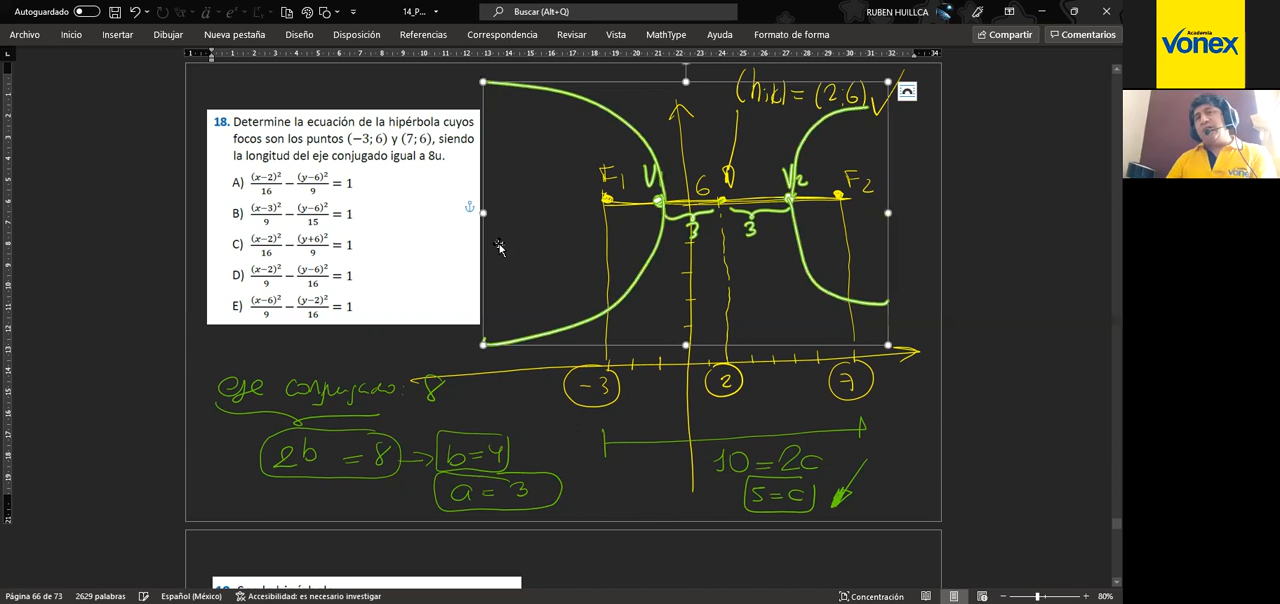 Autoguardado
14_P...
Buscar (Alt+Q)
RUBEN HUILLCA
Archivo Inicio Insertar Dibujar Nueva pestaña Diseño Disposición Referencias Correspondencia Revisar Vista MathType Ayuda Formato de forma Compartir Comentarios
Academia
Vonex
18. Determine la ecuación de la hipérbola cuyos
focos son los puntos (−3; 6) y (7; 6), siendo
la longitud del eje conjugado igual a 8u.
A) (x−2)²/16 − (y−6)²/9 = 1
B) (x−3)²/9 − (y−6)²/15 = 1
C) (x−2)²/16 − (y+6)²/9 = 1
D) (x−2)²/9 − (y−6)²/16 = 1
E) (x−6)²/9 − (y−2)²/16 = 1
(h;k) = (2;6)
F1 V1 6 V2 F2
3 3
-3 2 7
eje conjugado: 8
2b = 8 → b=4
a = 3
10 = 2c
5 = c
Página 66 de 73 2629 palabras Español (México) Accesibilidad: es necesario investigar Concentración 80%